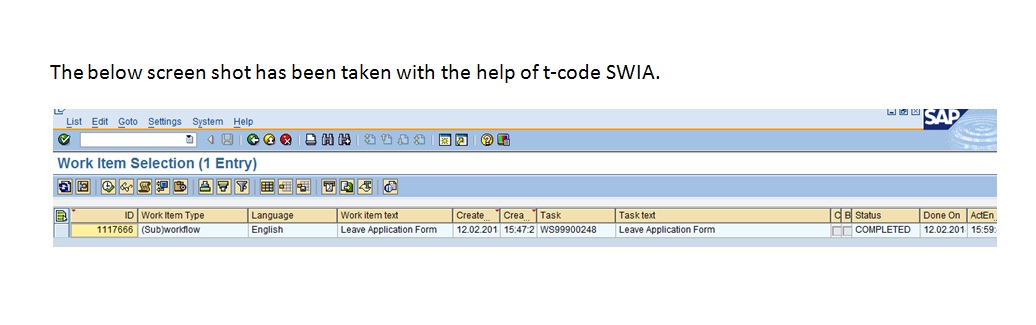 The below screen shot has been taken with the help of t-code SWIA.
List Edit Goto Settings System Help
SAP
Work Item Selection (1 Entry)
ID Work Item Type Language Work item text Create Crea Task Task text C B Status Done On ActEn
1117666 (Sub)workflow English Leave Application Form 12.02.201 15:47:2 WS99900248 Leave Application Form COMPLETED 12.02.201 15:59: